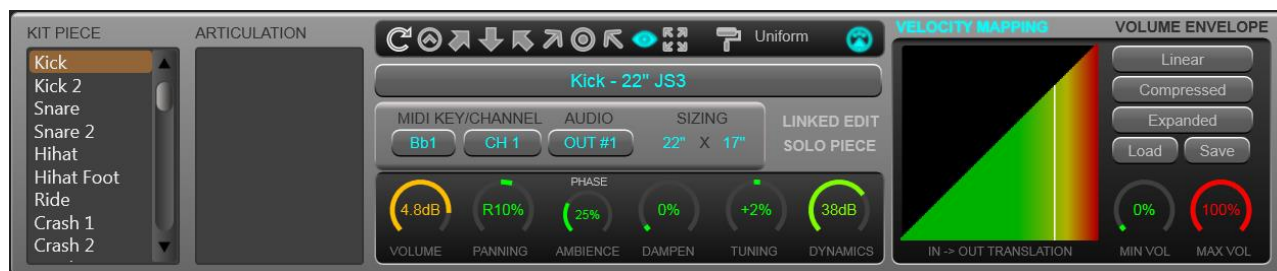 KIT PIECE
Kick
Kick 2
Snare
Snare 2
Hihat
Hihat Foot
Ride
Crash 1
Crash 2
ARTICULATION
Uniform
Kick - 22" JS3
MIDI KEY/CHANNEL AUDIO SIZING
Bb1 CH 1 OUT #1 22" X 17"
LINKED EDIT
SOLO PIECE
PHASE
4.8dB R10% 25% 0% +2% 38dB
VOLUME PANNING AMBIENCE DAMPEN TUNING DYNAMICS
VELOCITY MAPPING
IN -> OUT TRANSLATION
VOLUME ENVELOPE
Linear
Compressed
Expanded
Load Save
0% 100%
MIN VOL MAX VOL